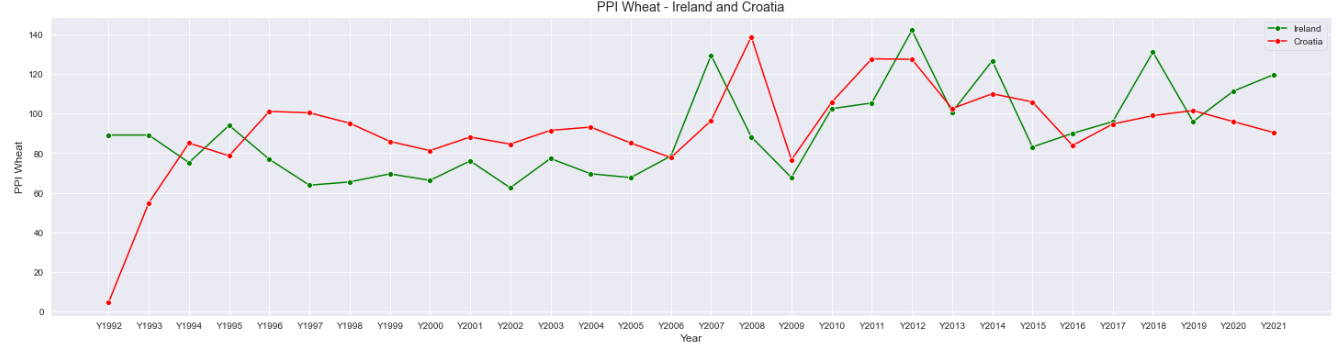 PPI Wheat - Ireland and Croatia
Ireland
Croatia
140
120
100
80
60
40
20
0
PPI Wheat
Y1992 Y1993 Y1994 Y1995 Y1996 Y1997 Y1998 Y1999 Y2000 Y2001 Y2002 Y2003 Y2004 Y2005 Y2006 Y2007 Y2008 Y2009 Y2010 Y2011 Y2012 Y2013 Y2014 Y2015 Y2016 Y2017 Y2018 Y2019 Y2020 Y2021
Year